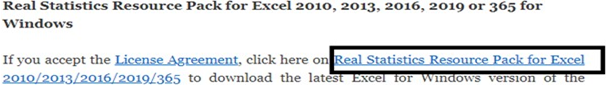 Real Statistics Resource Pack for Excel 2010, 2013, 2016, 2019 or 365 for
Windows
If you accept the License Agreement, click here on Real Statistics Resource Pack for Excel
2010/2013/2016/2019/365 to download the latest Excel for Windows version of the